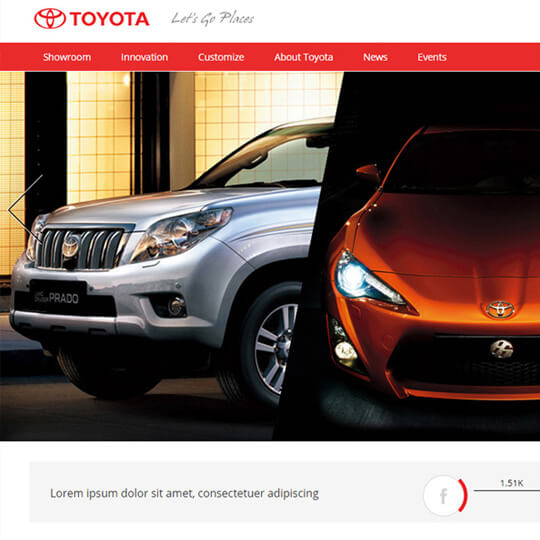 TOYOTA Let's Go Places
Showroom Innovation Customize About Toyota News Events
PRADO
Lorem ipsum dolor sit amet, consectetuer adipiscing
f
1.51K